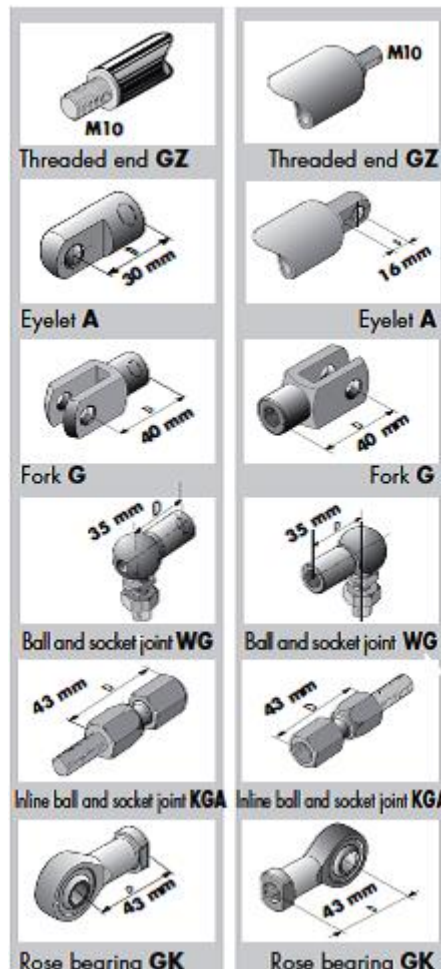 M10
M10
Threaded end GZ
Threaded end GZ
30 mm
16 mm
Eyelet A
Eyelet A
D
40 mm
D
40 mm
Fork G
Fork G
35 mm
D
35 mm
Ball and socket joint WG
Ball and socket joint WG
43 mm
D
43 mm
D
Inline ball and socket joint KGA
Inline ball and socket joint KGA
43 mm
43 mm
Rose bearing GK
Rose bearing GK